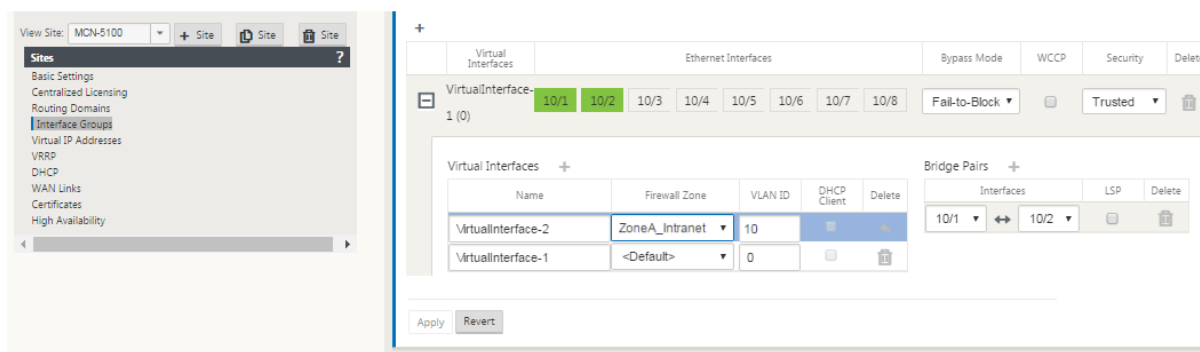 View Site: MCN-5100 + Site Site Site
Sites ?
Basic Settings
Centralized Licensing
Routing Domains
Interface Groups
Virtual IP Addresses
VRRP
DHCP
WAN Links
Certificates
High Availability
+
Virtual Interfaces Ethernet Interfaces Bypass Mode WCCP Security Delete
VirtualInterface-1 (0) 10/1 10/2 10/3 10/4 10/5 10/6 10/7 10/8 Fail-to-Block Trusted
Virtual Interfaces + Bridge Pairs +
Name Firewall Zone VLAN ID DHCP Client Delete Interfaces LSP Delete
VirtualInterface-2 ZoneA_Intranet 10 10/1 10/2
VirtualInterface-1 <Default> 0
Apply Revert